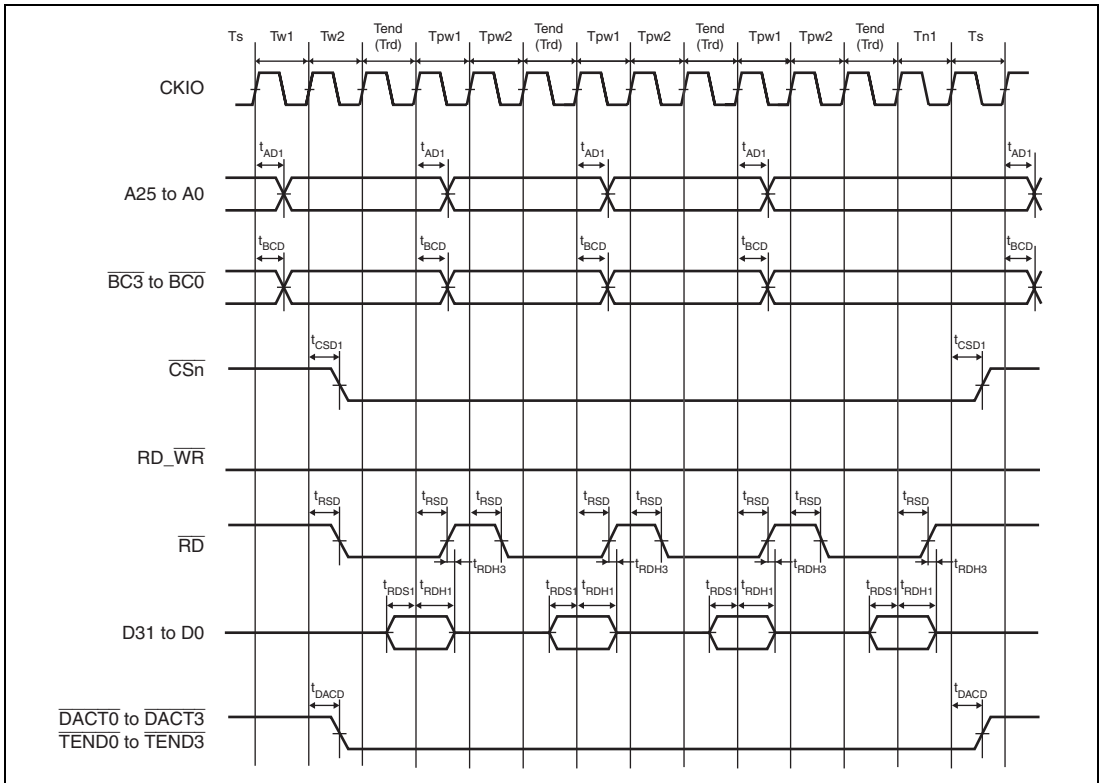 Ts Tw1 Tw2 Tend (Trd) Tpw1 Tpw2 Tend (Trd) Tpw1 Tpw2 Tend (Trd) Tpw1 Tpw2 Tend (Trd) Tn1 Ts
CKIO
tAD1 tAD1 tAD1 tAD1 tAD1
A25 to A0
tBCD tBCD tBCD tBCD tBCD
BC3 to BC0
tCSD1 tCSD1
CSn
RD_WR
tRSD tRSD tRSD tRSD tRSD tRSD tRSD tRSD
RD
tRDH3 tRDH3 tRDH3 tRDH3
tRDS1 tRDH1 tRDS1 tRDH1 tRDS1 tRDH1 tRDS1 tRDH1
D31 to D0
tDACD tDACD
DACT0 to DACT3
TEND0 to TEND3